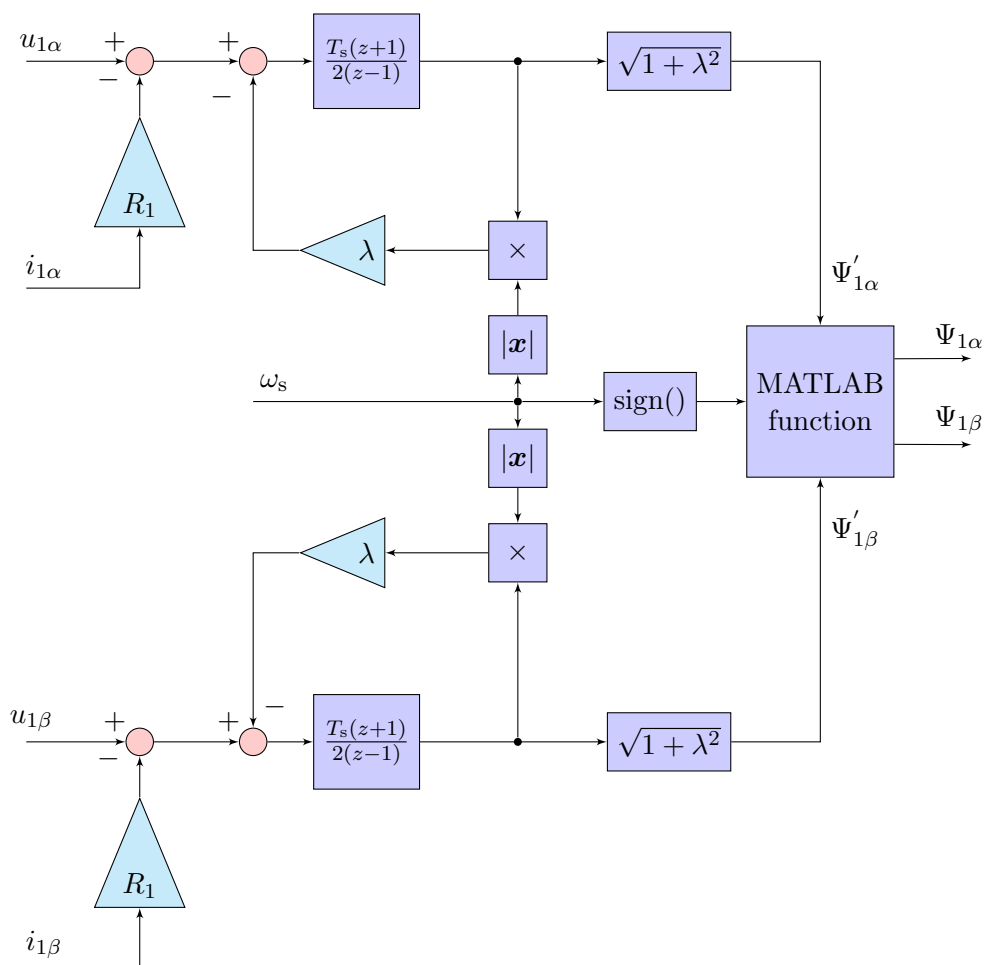 u₁α
+
−
+
−
Tₛ(z+1)
2(z−1)
√1 + λ²
R₁
i₁α
λ
×
Ψ′₁α
|x|
ωₛ
sign()
MATLAB
function
Ψ₁α
Ψ₁β
|x|
λ
×
Ψ′₁β
u₁β
+
−
+
−
Tₛ(z+1)
2(z−1)
√1 + λ²
R₁
i₁β